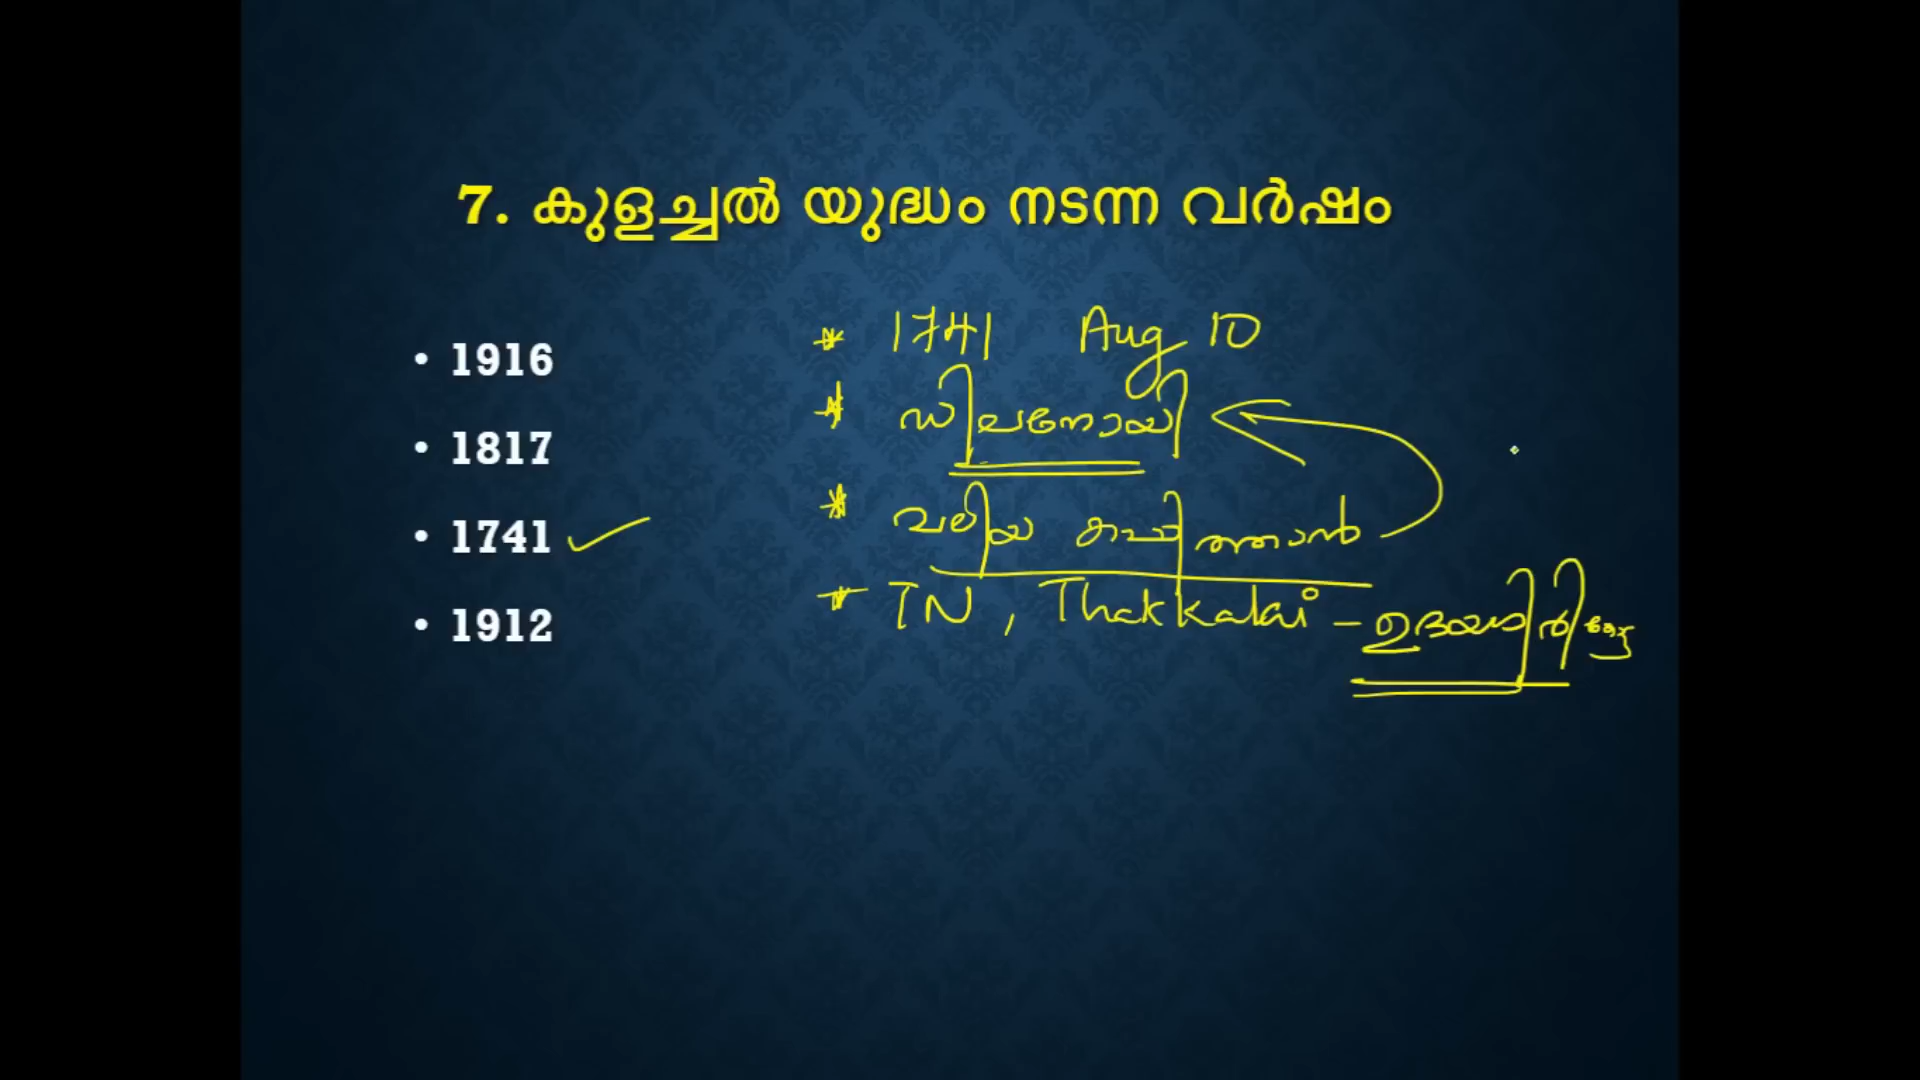 7. കുളച്ചൽ യുദ്ധം നടന്ന വർഷം
• 1916
• 1817
• 1741 ✓
• 1912
* 1741 Aug 10
* ഡിലനോയി
* വലിയ കപ്പിത്താൻ
* TN, Thakkalai - ഉദയഗിരി കോട്ട